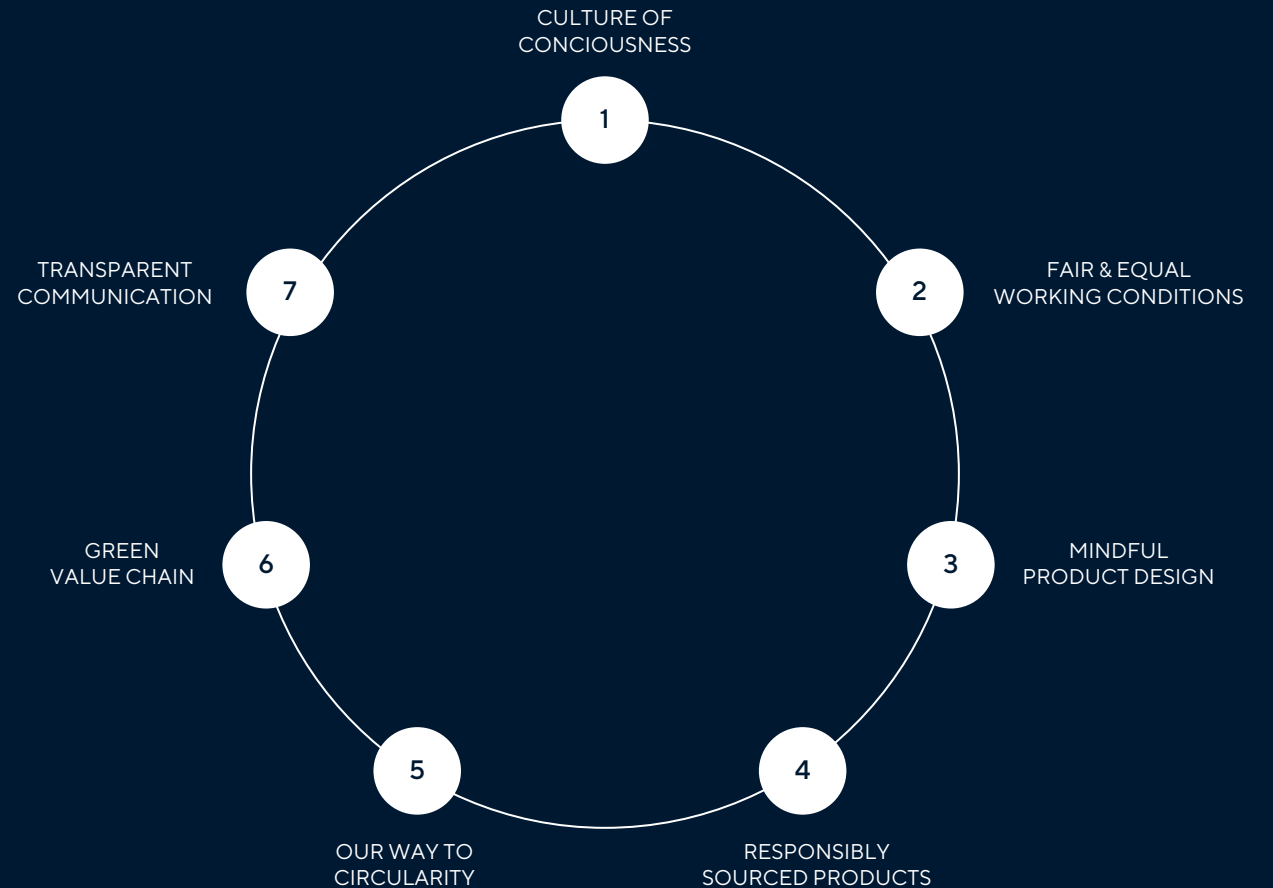 CULTURE OF
CONCIOUSNESS
1
2
FAIR & EQUAL
WORKING CONDITIONS
3
MINDFUL
PRODUCT DESIGN
4
RESPONSIBLY
SOURCED PRODUCTS
5
OUR WAY TO
CIRCULARITY
6
GREEN
VALUE CHAIN
7
TRANSPARENT
COMMUNICATION